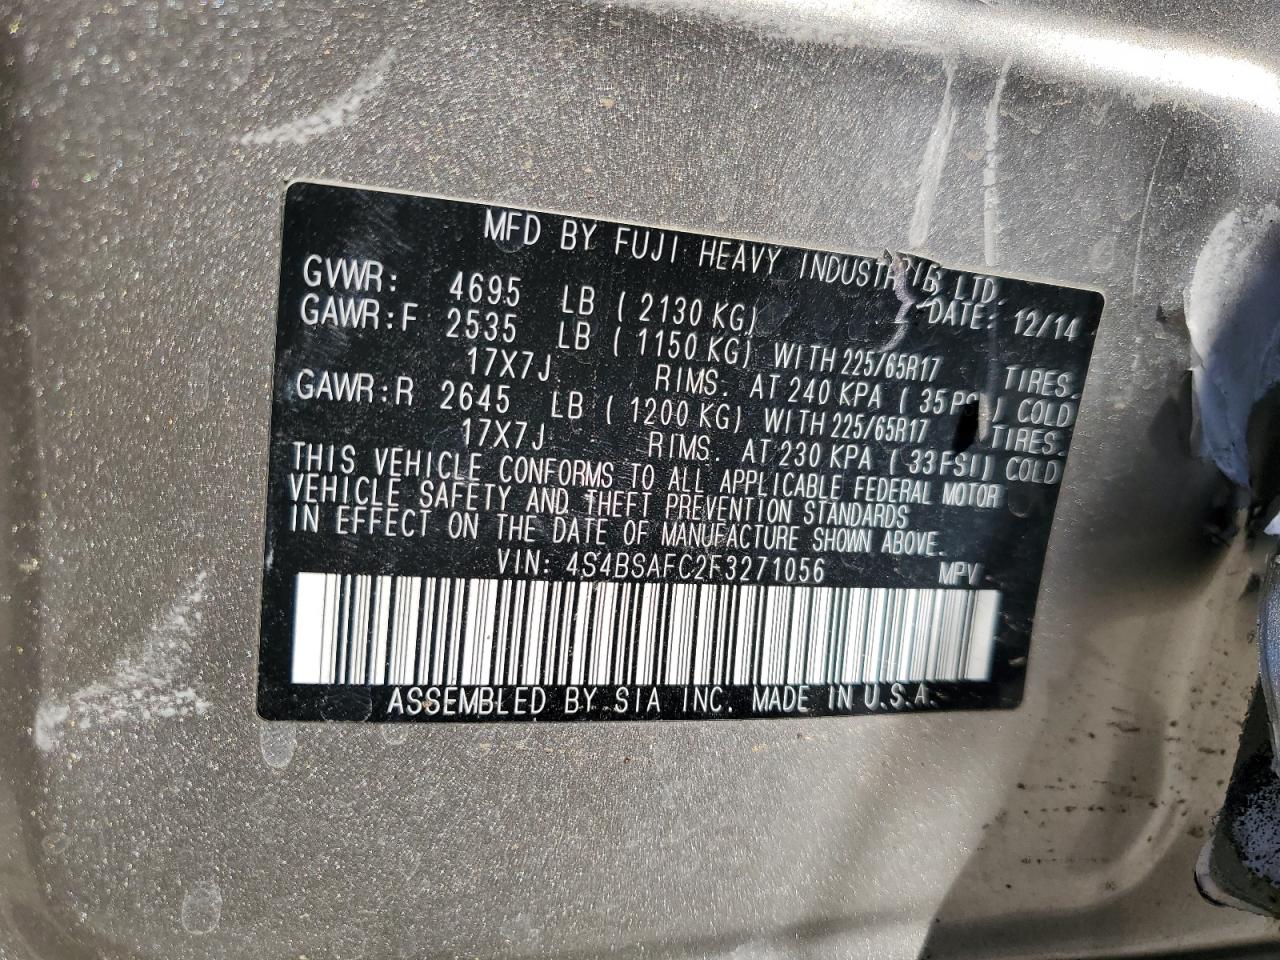 MFD BY FUJI HEAVY INDUSTRIES LTD.
GVWR: 4695 LB ( 2130 KG) DATE: 12/14
GAWR:F 2535 LB ( 1150 KG) WITH 225/65R17 TIRES.
17X7J RIMS. AT 240 KPA ( 35PSI) COLD
GAWR:R 2645 LB ( 1200 KG) WITH 225/65R17 TIRES.
17X7J RIMS. AT 230 KPA ( 33PSI) COLD
THIS VEHICLE CONFORMS TO ALL APPLICABLE FEDERAL MOTOR
VEHICLE SAFETY AND THEFT PREVENTION STANDARDS
IN EFFECT ON THE DATE OF MANUFACTURE SHOWN ABOVE.
VIN: 4S4BSAFC2F3271056 MPV
ASSEMBLED BY SIA INC. MADE IN U.S.A.